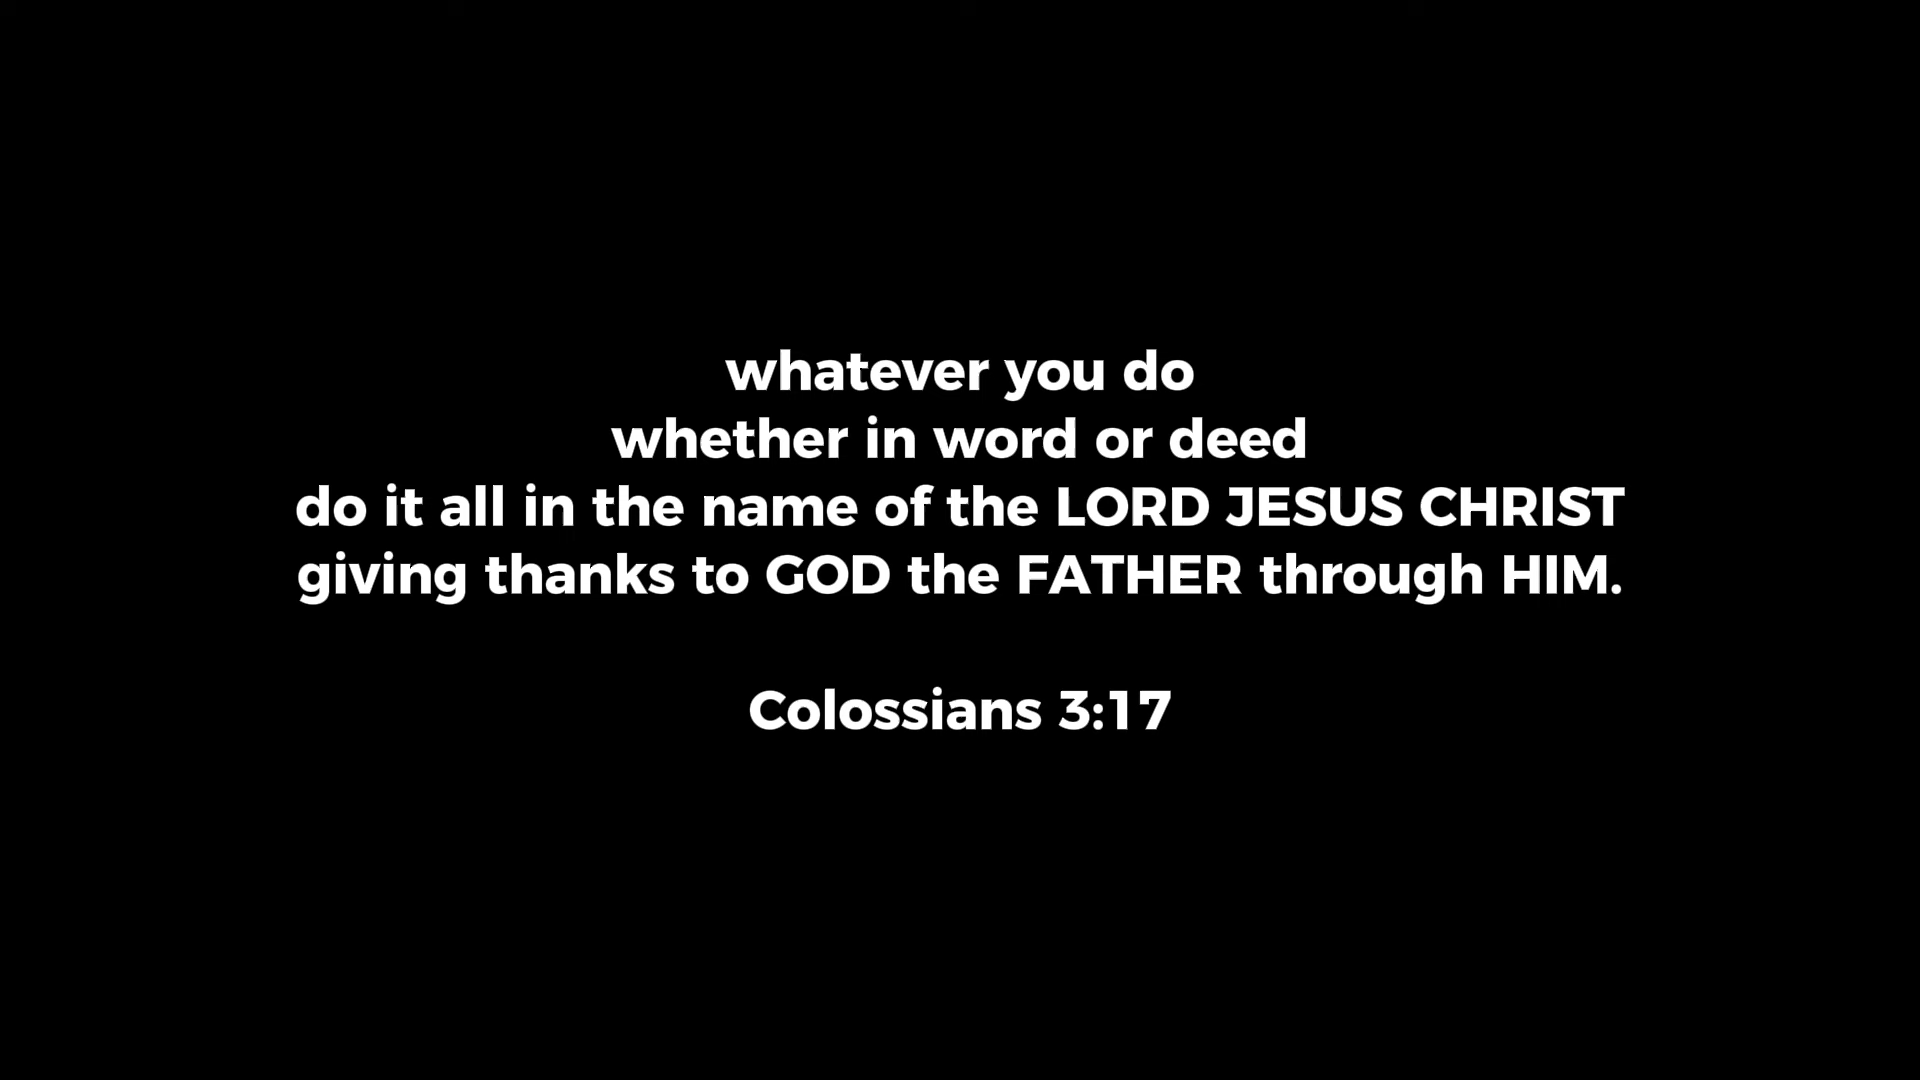 whatever you do
whether in word or deed
do it all in the name of the LORD JESUS CHRIST
giving thanks to GOD the FATHER through HIM.
Colossians 3:17